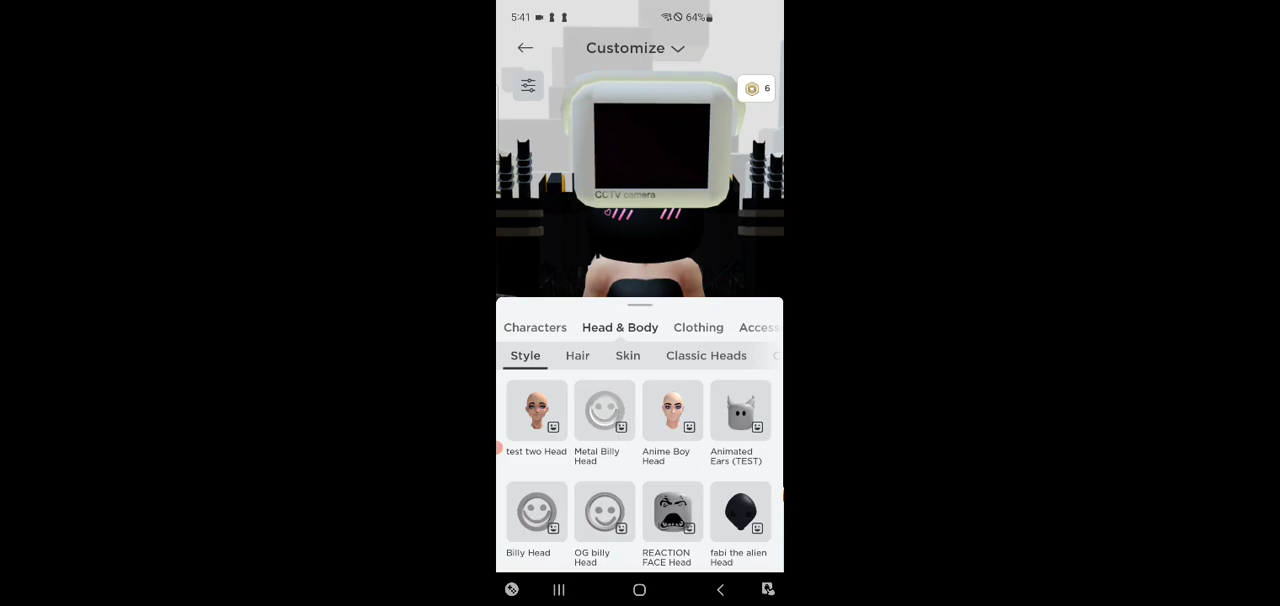 5:41 64%
Customize
6
CCTV camera
Characters Head & Body Clothing Access
Style Hair Skin Classic Heads C
test two Head Metal Billy Head Anime Boy Head Animated Ears (TEST)
Billy Head OG billy Head REACTION FACE Head fabi the alien Head